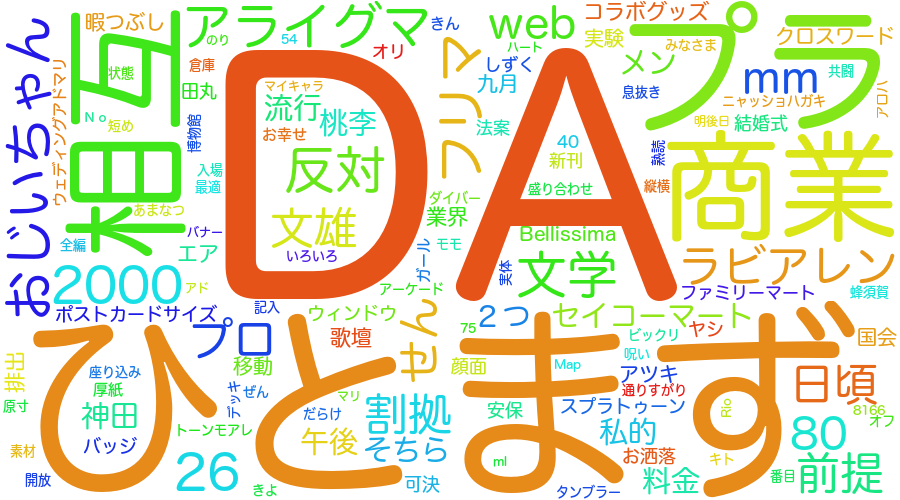 暇つぶし
アライグマ
きん
web
コラボグッズ
プラ
クロスワード
のり
54
オリ
ハート
実験
みなさま
おじいちゃん
相互
状態
倉庫
マイキャラ
しずく
メン
mm
共闘
ウェディングアドマリ
No
短め
田丸
流行
桃李
フリマ
九月
息抜き
ニャッショハガキ
アロハ
博物館
お幸せ
法案
明後日
結婚式
DA
40
入場
反対
新刊
熱読
商業
最適
盛り合わせ
縦横
あまなつ
文雄
ダイバー
業界
バナー
全編
エア
いろいろ
ガール
モモ
Bellissima
ラビアレン
2000
アド
アーケード
実体
文学
ファミリーマート
蜂須賀
ポストカードサイズ
記入
ウィンドウ
せん
2つ
セイコーマート
プロ
歌壇
75
ビックリ
ヤシ
国会
ひとまず
排出
座り込み
移動
顔面
Map
呪い
アツキ
厚紙
デッキ
ぜん
マリ
通りすがり
日頃
原寸
神田
だらけ
割拠
安保
スプラトゥーン
Rio
8166
オフ
トーンモアレ
午後
そちら
私的
80
素材
バッジ
お洒落
キト
開放
26
ml
料金
番目
前提
きよ
可決
タンブラー